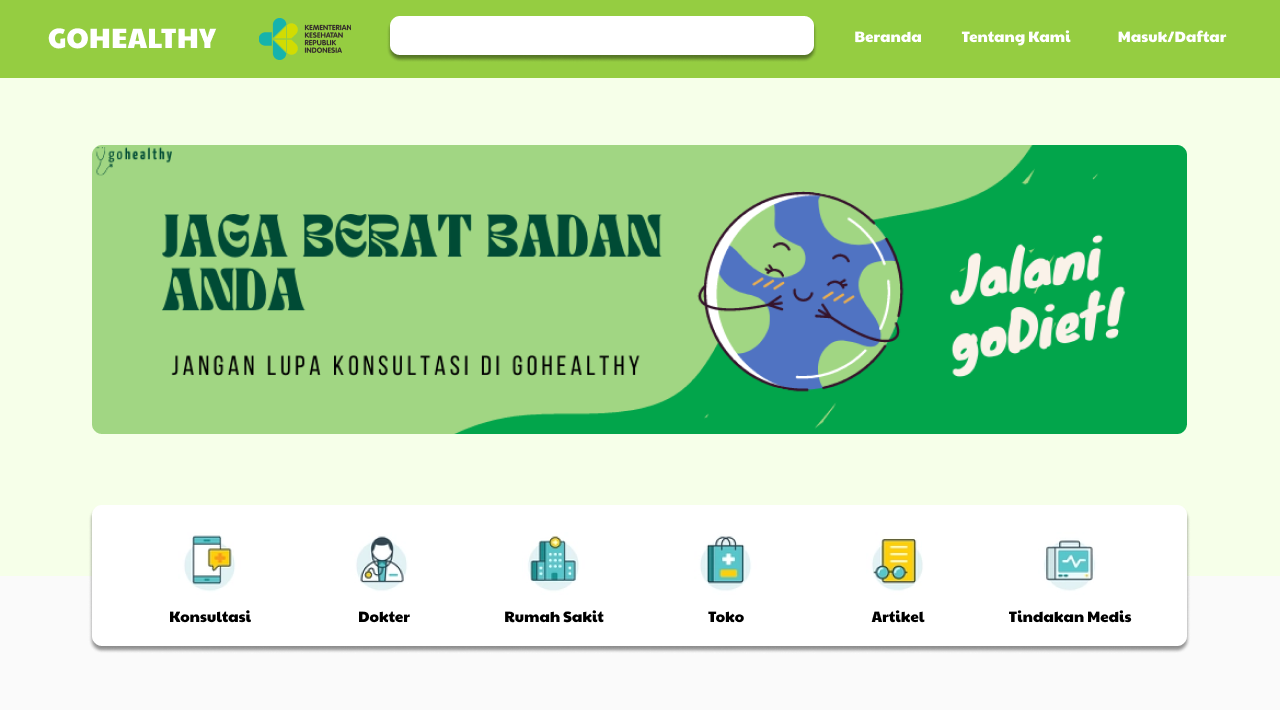 GOHEALTHY
KEMENTERIAN
KESEHATAN
REPUBLIK
INDONESIA
Beranda
Tentang Kami
Masuk/Daftar
gohealthy
JAGA BERAT BADAN
ANDA
JANGAN LUPA KONSULTASI DI GOHEALTHY
Jalani
goDiet!
Konsultasi
Dokter
Rumah Sakit
Toko
Artikel
Tindakan Medis